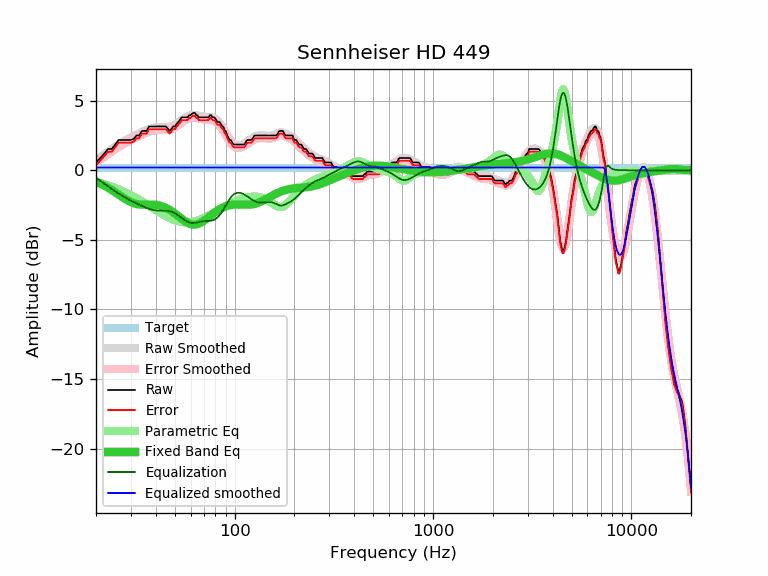 Sennheiser HD 449
Amplitude (dBr)
5
0
−5
−10
−15
−20
Target
Raw Smoothed
Error Smoothed
Raw
Error
Parametric Eq
Fixed Band Eq
Equalization
Equalized smoothed
100
1000
10000
Frequency (Hz)